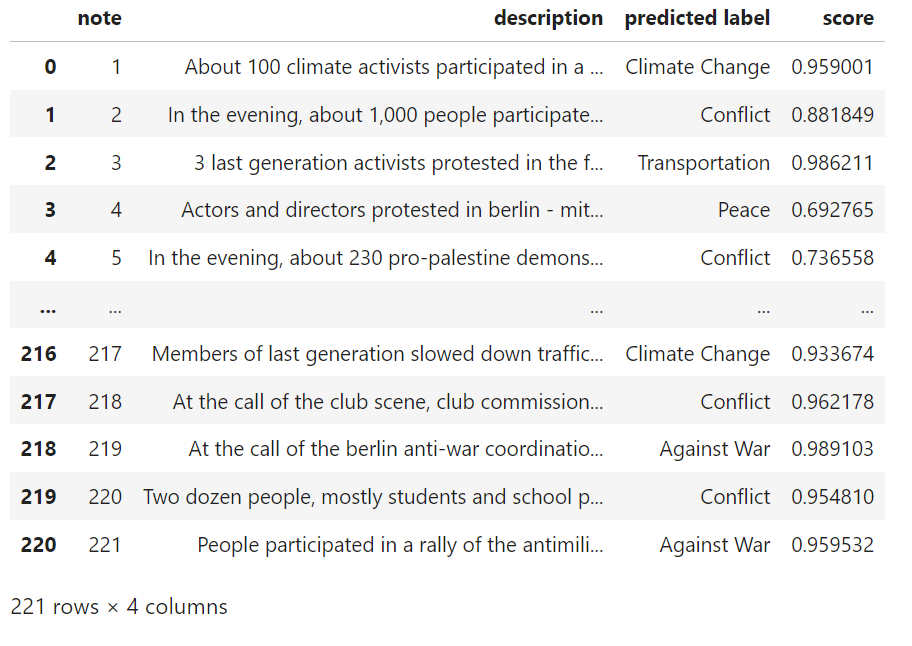 note description predicted label score
0 1 About 100 climate activists participated in a ... Climate Change 0.959001
1 2 In the evening, about 1,000 people participate... Conflict 0.881849
2 3 3 last generation activists protested in the f... Transportation 0.986211
3 4 Actors and directors protested in berlin - mit... Peace 0.692765
4 5 In the evening, about 230 pro-palestine demons... Conflict 0.736558
... ... ... ... ...
216 217 Members of last generation slowed down traffic... Climate Change 0.933674
217 218 At the call of the club scene, club commission... Conflict 0.962178
218 219 At the call of the berlin anti-war coordinatio... Against War 0.989103
219 220 Two dozen people, mostly students and school p... Conflict 0.954810
220 221 People participated in a rally of the antimili... Against War 0.959532
221 rows × 4 columns